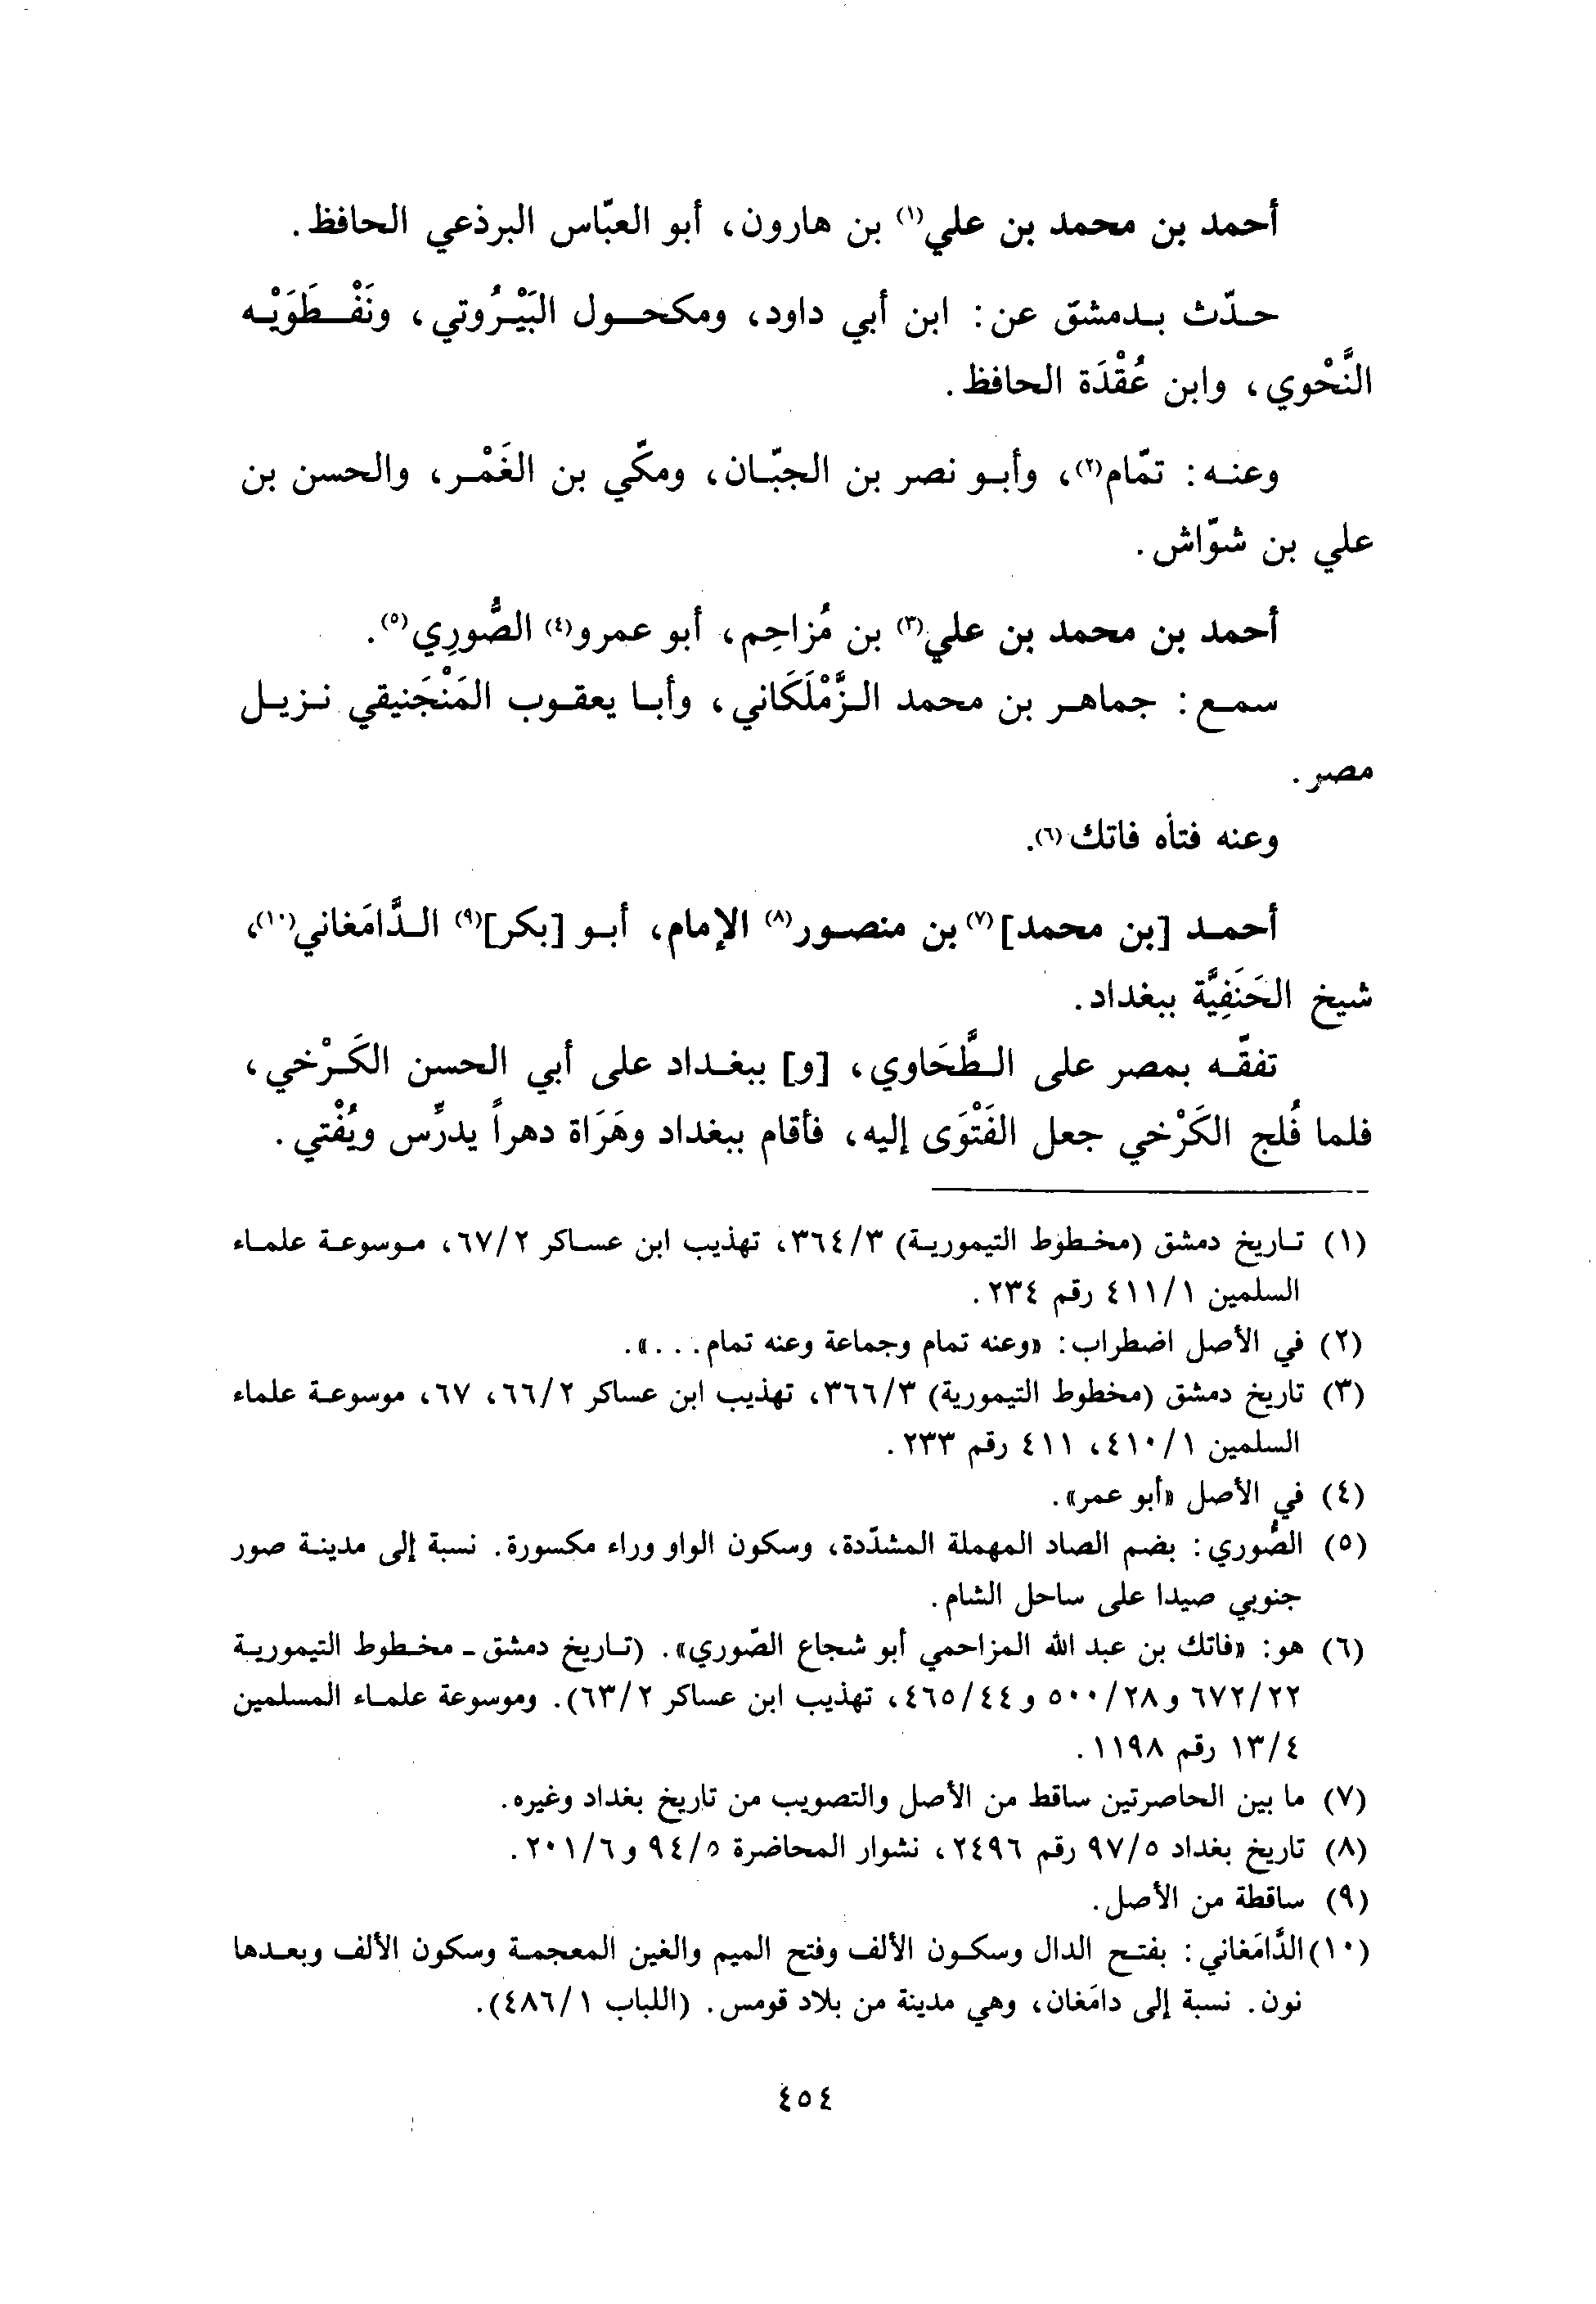 أحمد بن محمد بن علي(١) بن هارون، أبو العبّاس البرذعي الحافظ.
حدّث بدمشق عن: ابن أبي داود، ومكحول البَيْرُوتي، ونَفْطَوَيْه
النَّحْوي، وابن عُقْدَة الحافظ.
وعنه: تمّام(٢)، وأبو نصر بن الجبّان، ومكّي بن الغَمْر، والحسن بن
علي بن شوّاش.
أحمد بن محمد بن علي(٣) بن مُزاحِم، أبو عمرو(٤) الصُّورِي(٥).
سمع: جماهر بن محمد الزَّمْلَكَاني، وأبا يعقوب المَنْجَنيقي نزيل
مصر.
وعنه فتأه فاتك(٦).
أحمد [بن محمد](٧) بن منصور(٨) الإمام، أبو [بكر](٩) الدَّامَغاني(١٠)،
شيخ الحَنَفِيَّة ببغداد.
تفقّه بمصر على الطَّحَاوي، [و] ببغداد على أبي الحسن الكَرْخي،
فلما فُلج الكَرْخي جعل الفَتْوَى إليه، فأقام ببغداد وهَرَاة دهراً يدرِّس ويُفْتي.
(١) تاريخ دمشق (مخطوط التيمورية) ٣٦٤/٣، تهذيب ابن عساكر ٦٧/٢، موسوعة علماء
السلمين ٤١١/١ رقم ٢٣٤.
(٢) في الأصل اضطراب: «وعنه تمام وجماعة وعنه تمام...».
(٣) تاريخ دمشق (مخطوط التيمورية) ٣٦٦/٣، تهذيب ابن عساكر ٦٦/٢، ٦٧، موسوعة علماء
السلمين ٤١٠/١، ٤١١ رقم ٢٣٣.
(٤) في الأصل «أبو عمر».
(٥) الصُّوري: بضم الصاد المهملة المشدّدة، وسكون الواو وراء مكسورة. نسبة إلى مدينة صور
جنوبي صيدا على ساحل الشام.
(٦) هو: «فاتك بن عبد الله المزاحمي أبو شجاع الصّوري». (تاريخ دمشق - مخطوط التيمورية
٦٧٢/٢٢ و٥٠٠/٢٨ و٤٦٥/٤٤، تهذيب ابن عساكر ٦٣/٢). وموسوعة علماء المسلمين
١٣/٤ رقم ١١٩٨.
(٧) ما بين الحاصرتين ساقط من الأصل والتصويب من تاريخ بغداد وغيره.
(٨) تاريخ بغداد ٩٧/٥ رقم ٢٤٩٦، نشوار المحاضرة ٩٤/٥ و٢٠١/٦.
(٩) ساقطة من الأصل.
(١٠) الدَّامَغاني: بفتح الدال وسكون الألف وفتح الميم والغين المعجمة وسكون الألف وبعدها
نون. نسبة إلى دامَغان، وهي مدينة من بلاد قومس. (اللباب ٤٨٦/١).
٤٥٤